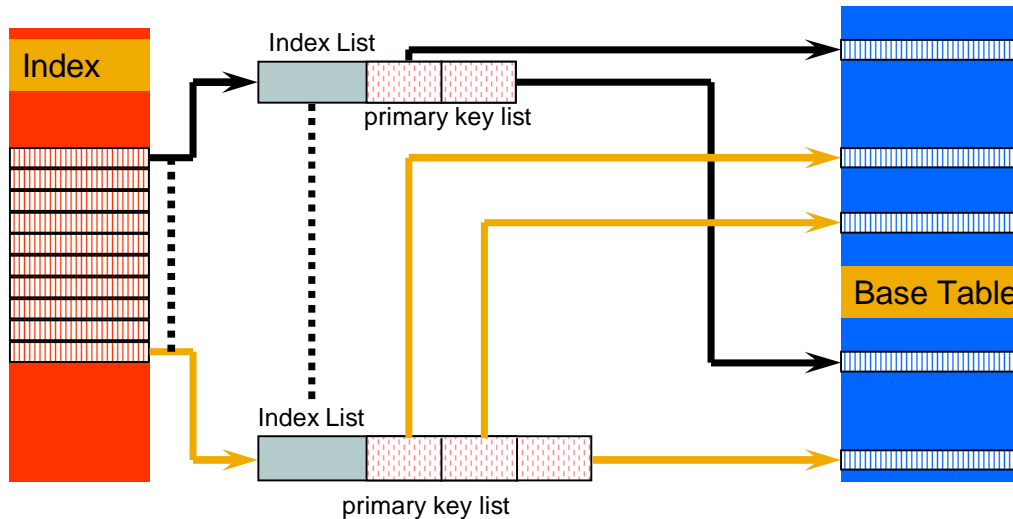 Index
Index List
primary key list
Base Table
Index List
primary key list